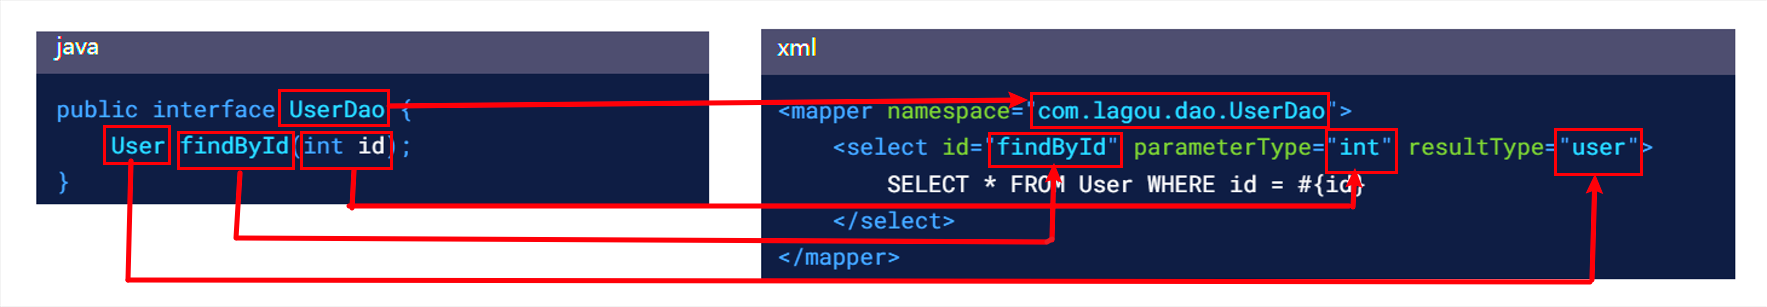 java
public interface UserDao {
User findById(int id);
}
xml
<mapper namespace="com.lagou.dao.UserDao">
<select id="findById" parameterType="int" resultType="user">
SELECT * FROM User WHERE id = #{id}
</select>
</mapper>